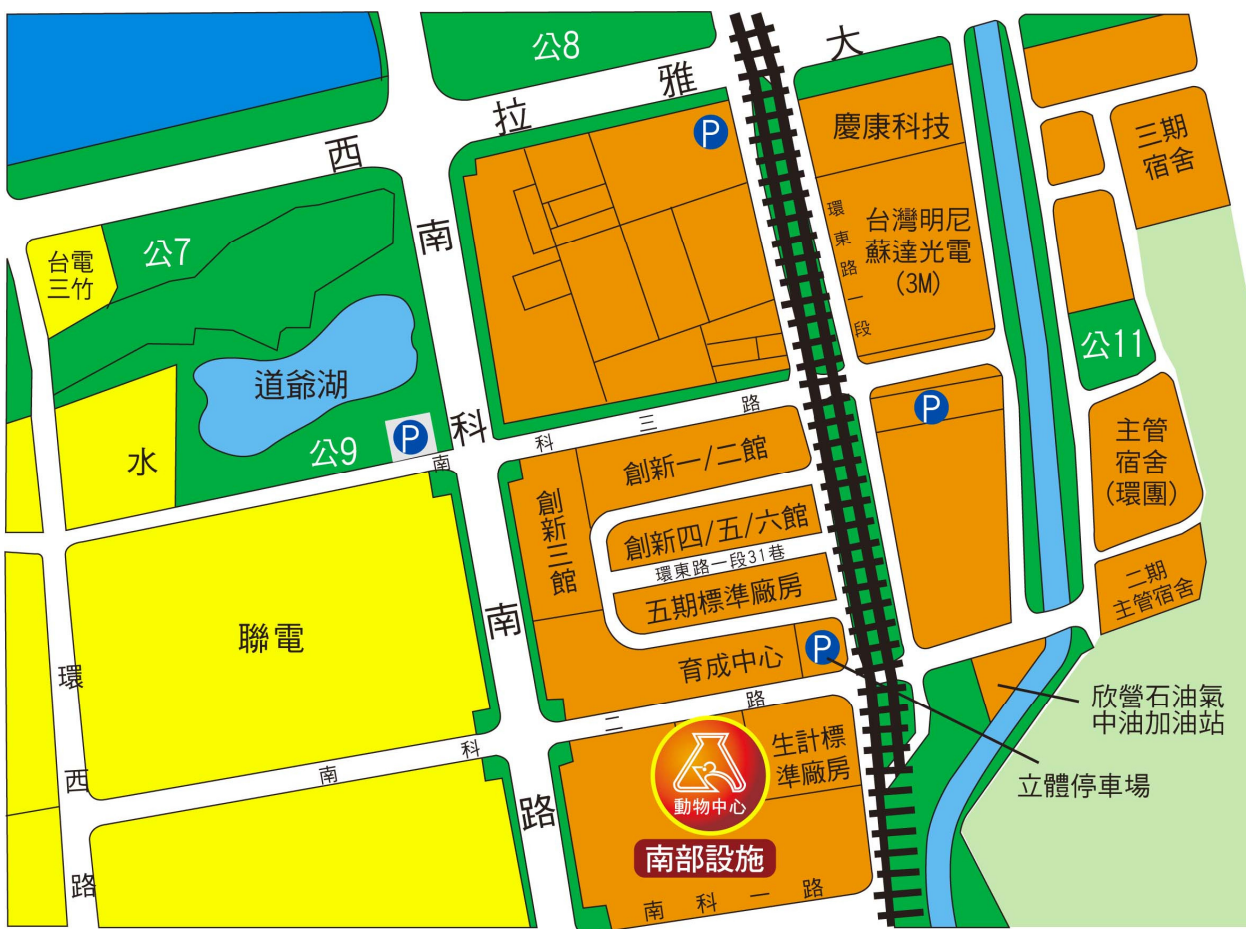 公8
西拉雅大
慶康科技
三期
宿舍
台電
三竹
公7
南科南路
環東路一段
台灣明尼
蘇達光電
(3M)
公11
道爺湖
水
公9
P
P
P
P
南科三路
創新一/二館
創新三館
創新四/五/六館
環東路一段31巷
五期標準廠房
主管
宿舍
(環團)
二期
主管宿舍
聯電
育成中心
環西路
南科二路
生計標
準廠房
動物中心
南部設施
南科一路
欣營石油氣
中油加油站
立體停車場